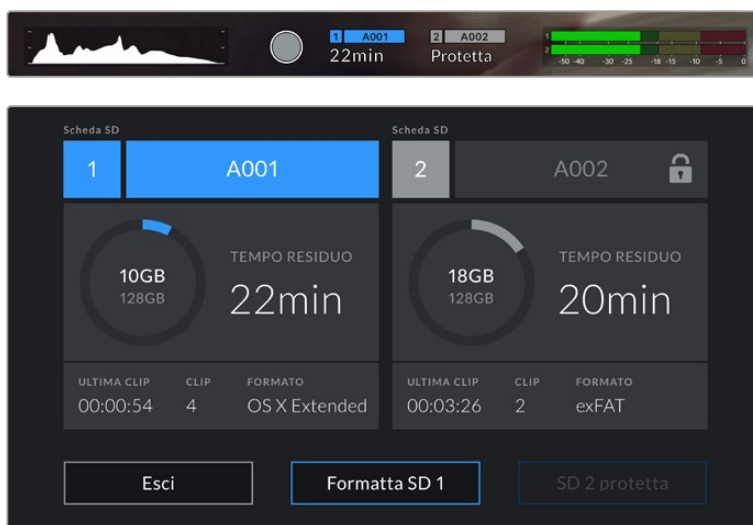 1 A001 2 A002
22min Protetta
1
2
-50 -40 -30 -25 -18 -15 -10 -5 0
Scheda SD Scheda SD
1 A001 2 A002
10GB
128GB
TEMPO RESIDUO
22min
18GB
128GB
TEMPO RESIDUO
20min
ULTIMA CLIP CLIP FORMATO ULTIMA CLIP CLIP FORMATO
00:00:54 4 OS X Extended 00:03:26 2 exFAT
Esci Formatta SD 1 SD 2 protetta